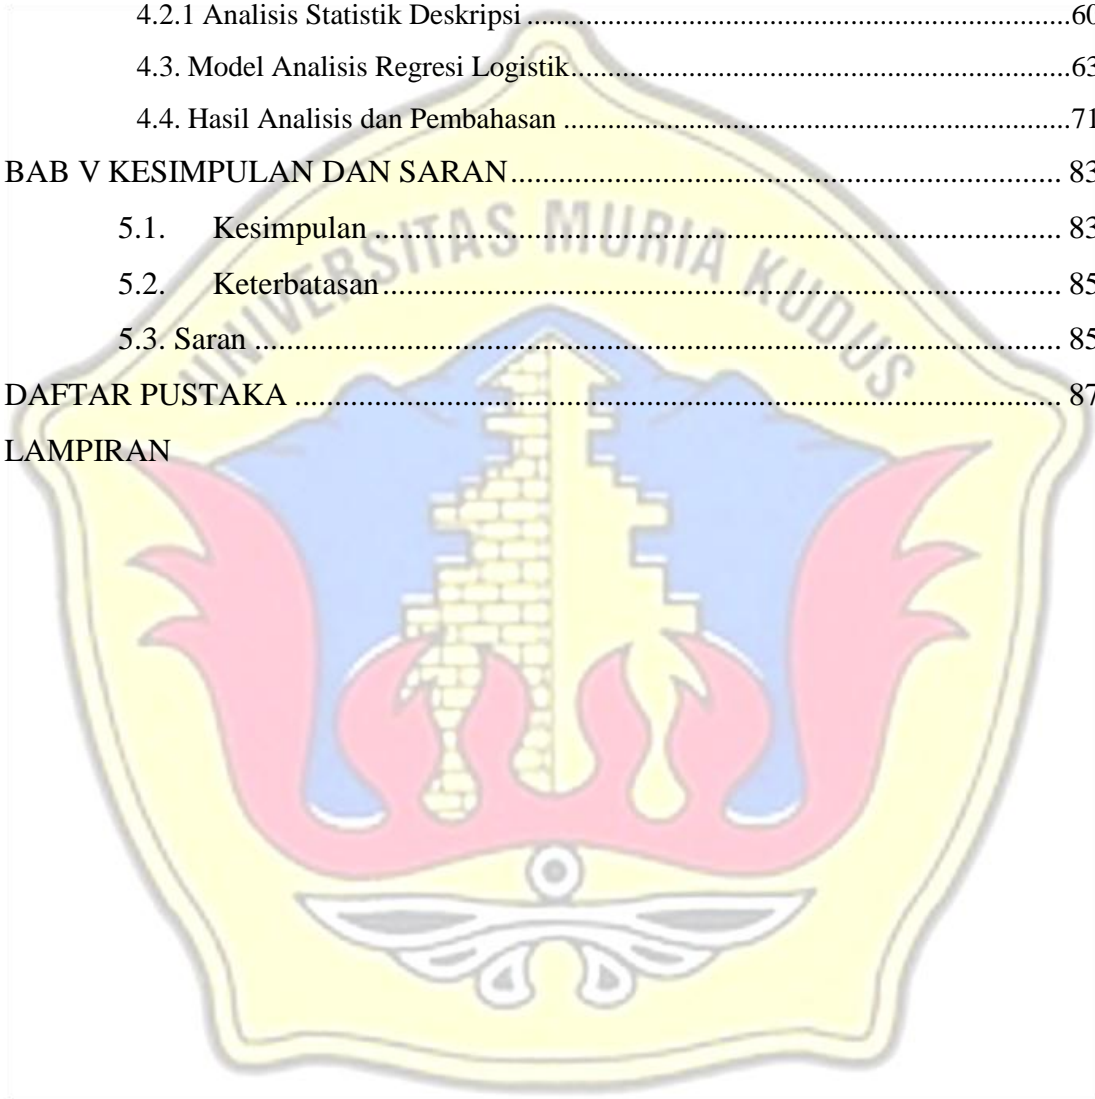 4.2.1 Analisis Statistik Deskripsi ........................................................................60
4.3. Model Analisis Regresi Logistik..................................................................63
4.4. Hasil Analisis dan Pembahasan ...................................................................71
BAB V KESIMPULAN DAN SARAN........................................................................ 83
5.1. Kesimpulan ......................................................................................... 83
5.2. Keterbatasan........................................................................................ 85
5.3. Saran ......................................................................................................... 85
DAFTAR PUSTAKA .................................................................................................... 87
LAMPIRAN
UNIVERSITAS MURIA KUDUS